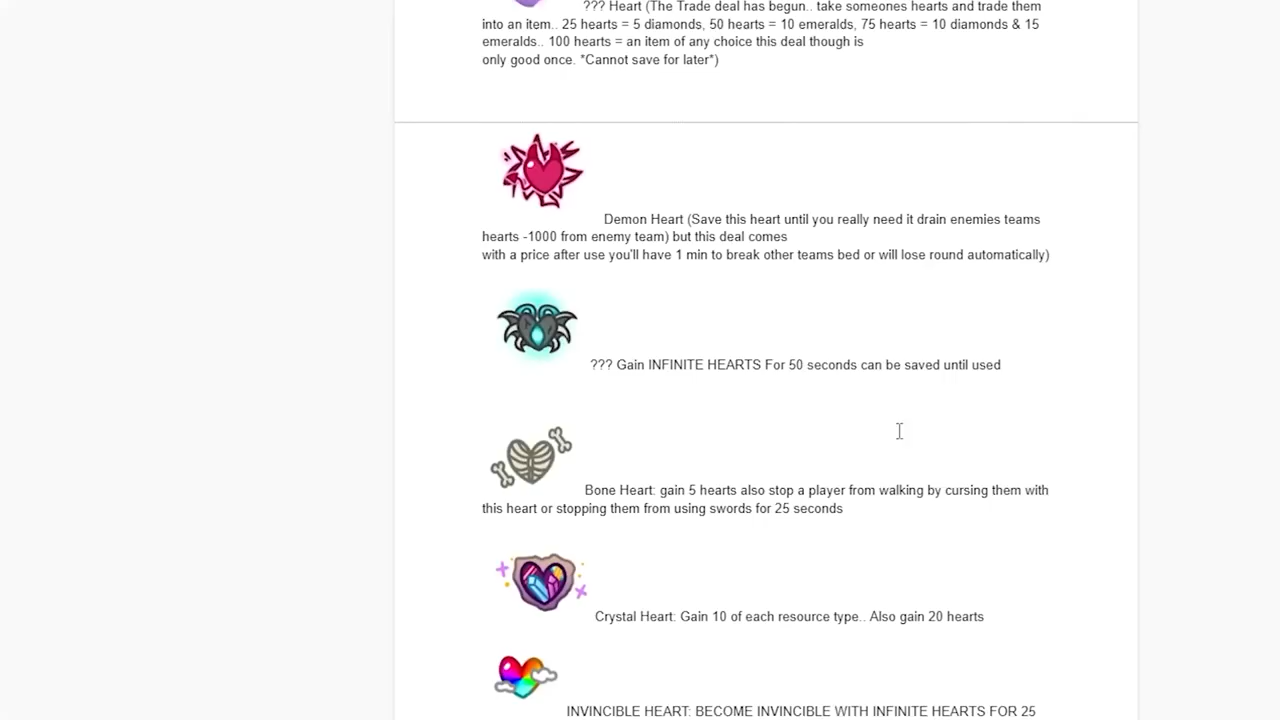 ??? Heart (The Trade deal has begun.. take someones hearts and trade them
into an item.. 25 hearts = 5 diamonds, 50 hearts = 10 emeralds, 75 hearts = 10 diamonds & 15
emeralds.. 100 hearts = an item of any choice this deal though is
only good once. *Cannot save for later*)
Demon Heart (Save this heart until you really need it drain enemies teams
hearts -1000 from enemy team) but this deal comes
with a price after use you'll have 1 min to break other teams bed or will lose round automatically)
??? Gain INFINITE HEARTS For 50 seconds can be saved until used
Bone Heart: gain 5 hearts also stop a player from walking by cursing them with
this heart or stopping them from using swords for 25 seconds
Crystal Heart: Gain 10 of each resource type.. Also gain 20 hearts
INVINCIBLE HEART: BECOME INVINCIBLE WITH INFINITE HEARTS FOR 25